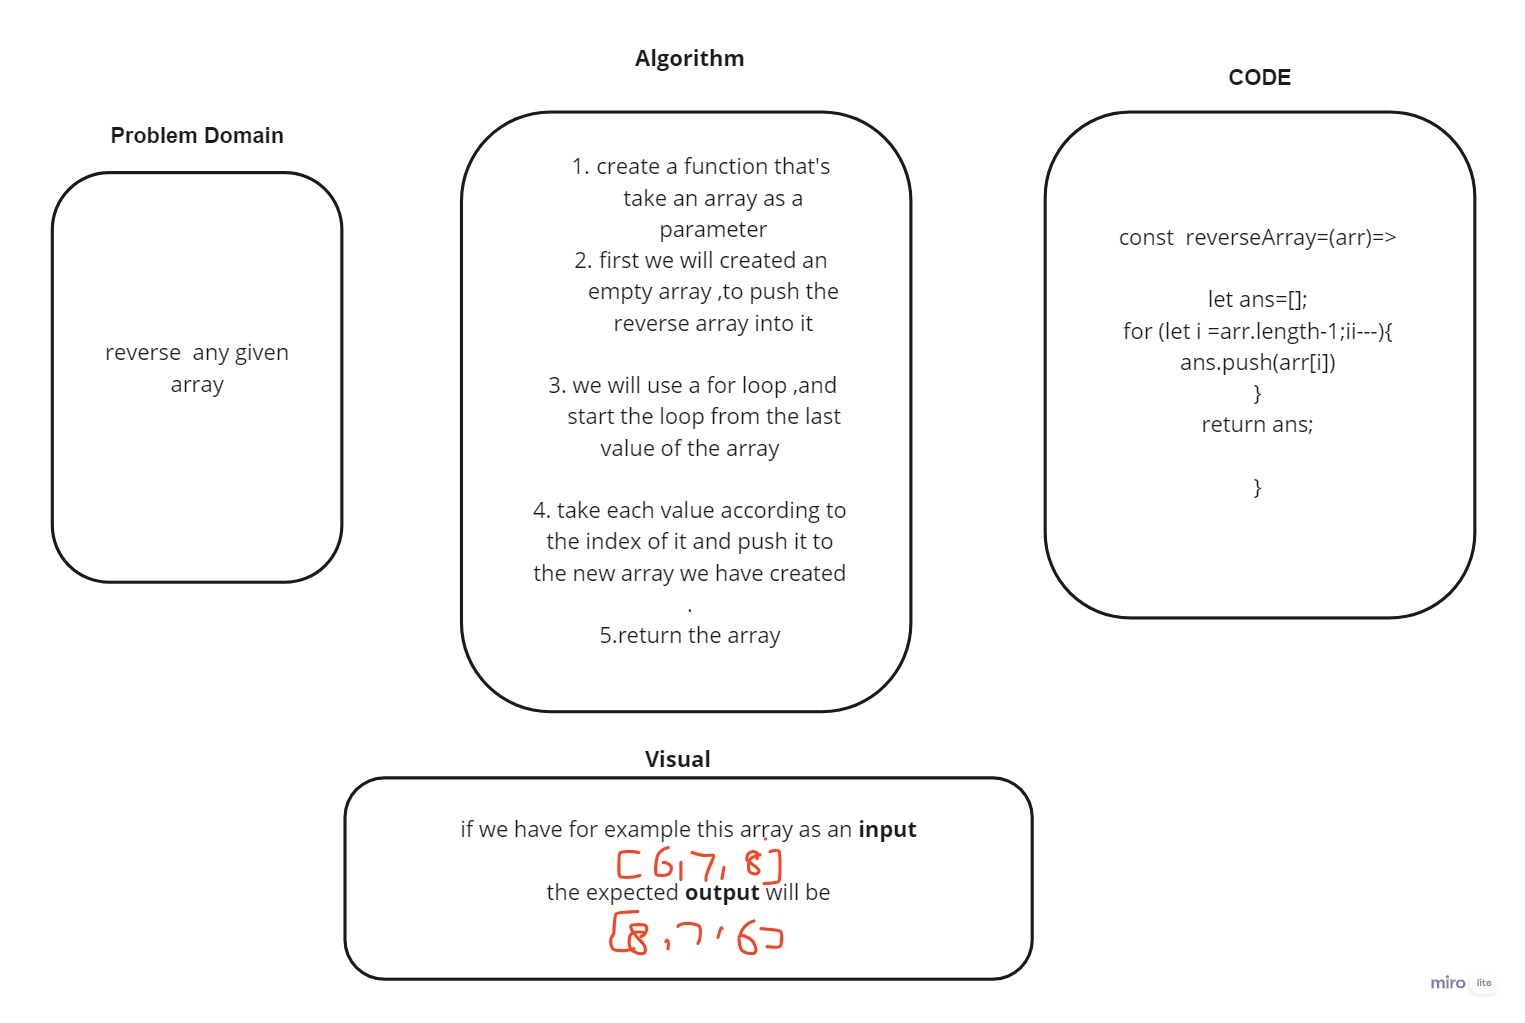 Problem Domain
reverse  any given
array
Algorithm
1. create a function that's
take an array as a
parameter
2. first we will created an
empty array ,to push the
reverse array into it
3. we will use a for loop ,and
start the loop from the last
value of the array
4. take each value according to
the index of it and push it to
the new array we have created
.
5.return the array
CODE
const  reverseArray=(arr)=>
let ans=[];
for (let i =arr.length-1;ii---){
ans.push(arr[i])
}
return ans;
}
Visual
if we have for example this array as an input
[6,7,8]
the expected output will be
[8,7,6]
miro lite